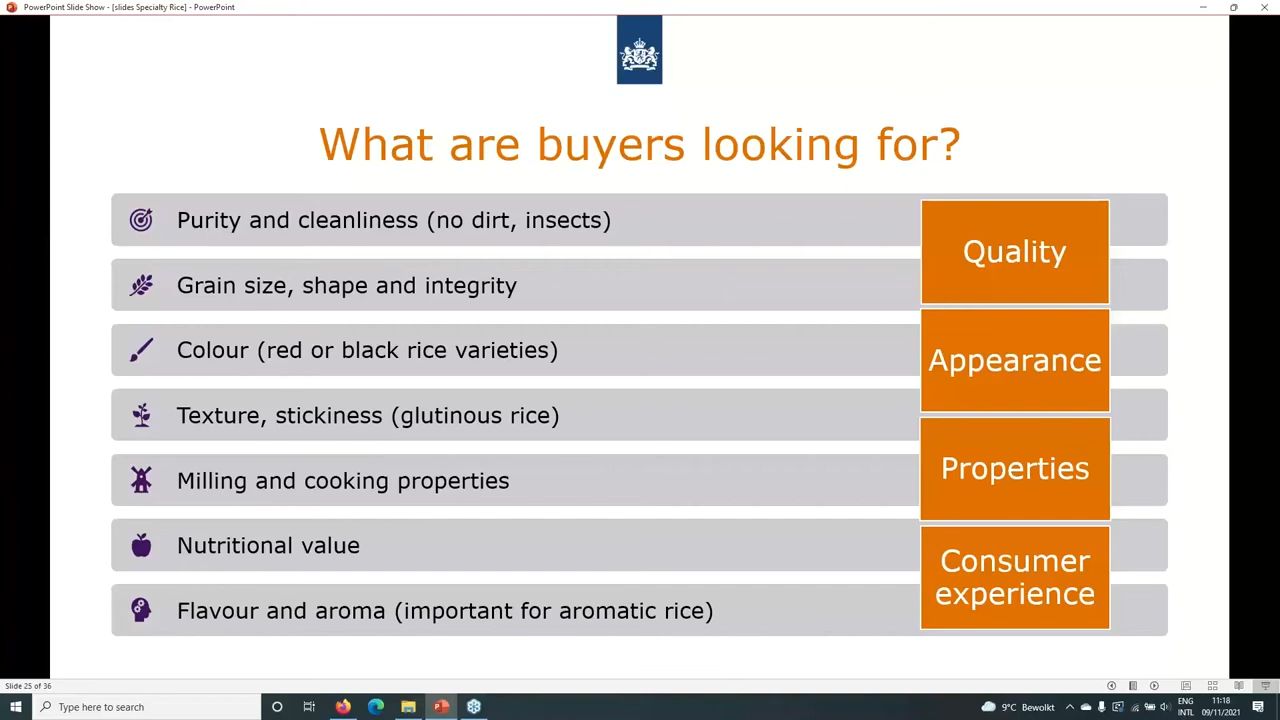 PowerPoint Slide Show - [slides Specialty Rice] - PowerPoint
What are buyers looking for?
Purity and cleanliness (no dirt, insects)
Grain size, shape and integrity
Colour (red or black rice varieties)
Texture, stickiness (glutinous rice)
Milling and cooking properties
Nutritional value
Flavour and aroma (important for aromatic rice)
Quality
Appearance
Properties
Consumer
experience
Slide 25 of 36
Type here to search
9°C Bewolkt
ENG
INTL
11:18
09/11/2021